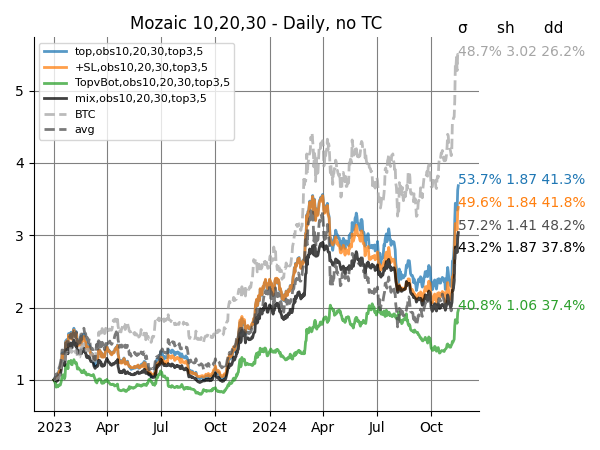 Mozaic 10,20,30 - Daily, no TC
σ sh dd
top,obs10,20,30,top3,5
+SL,obs10,20,30,top3,5
TopvBot,obs10,20,30,top3,5
mix,obs10,20,30,top3,5
BTC
avg
48.7% 3.02 26.2%
53.7% 1.87 41.3%
49.6% 1.84 41.8%
57.2% 1.41 48.2%
43.2% 1.87 37.8%
40.8% 1.06 37.4%
5
4
3
2
1
2023 Apr Jul Oct 2024 Apr Jul Oct